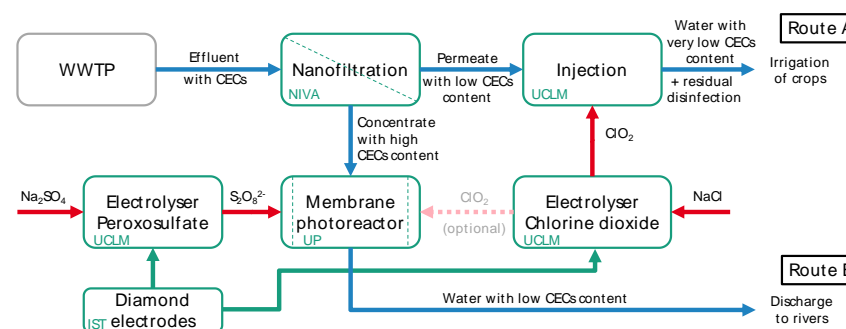 Route A
WWTP
Effluent
with CECs
Nanofiltration
NIVA
Permeate
with low CECs
content
Injection
UCLM
Water with
very low CECs
content
+ residual
disinfection
Irrigation
of crops
Concentrate
with high
CECs content
ClO2
Na2SO4
Electrolyser
Peroxosulfate
UCLM
S2O8 2-
Membrane
photoreactor
UP
ClO2
(optional)
Electrolyser
Chlorine dioxide
UCLM
NaCl
Route B
Diamond
electrodes
IST
Water with low CECs content
Discharge
to rivers